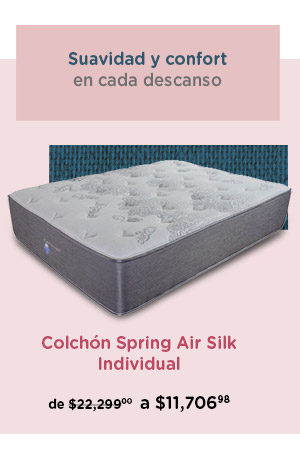 Suavidad y confort
en cada descanso
Colchón Spring Air Silk
Individual
de $22,299⁰⁰ a $11,706⁹⁸